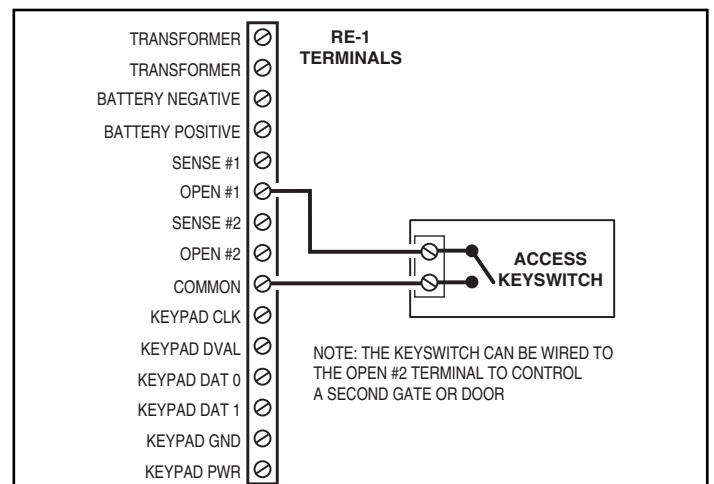 TRANSFORMER
TRANSFORMER
BATTERY NEGATIVE
BATTERY POSITIVE
SENSE #1
OPEN #1
SENSE #2
OPEN #2
COMMON
KEYPAD CLK
KEYPAD DVAL
KEYPAD DAT 0
KEYPAD DAT 1
KEYPAD GND
KEYPAD PWR
RE-1
TERMINALS
ACCESS
KEYSWITCH
NOTE: THE KEYSWITCH CAN BE WIRED TO
THE OPEN #2 TERMINAL TO CONTROL
A SECOND GATE OR DOOR